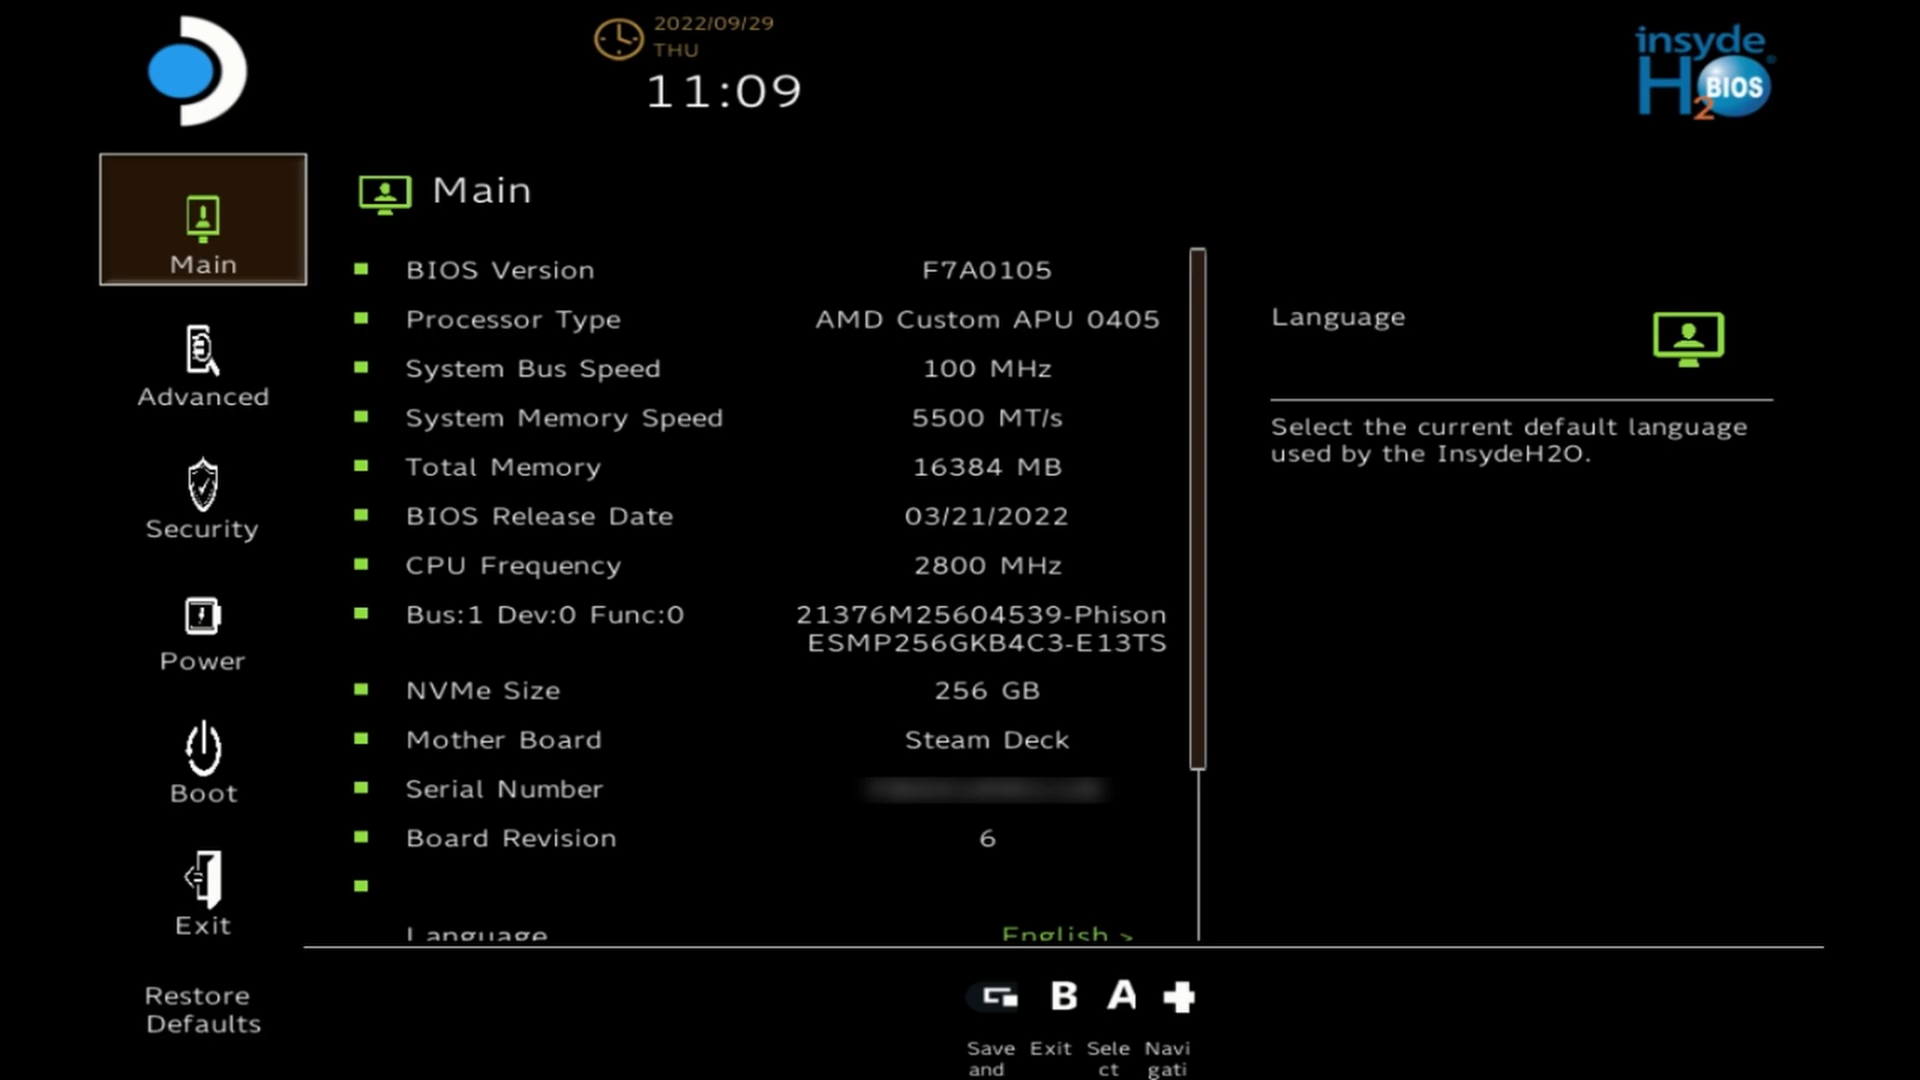 2022/09/29
THU
11:09
insyde
H2
BIOS
Main
Main
BIOS Version F7A0105
Processor Type AMD Custom APU 0405
System Bus Speed 100 MHz
System Memory Speed 5500 MT/s
Total Memory 16384 MB
BIOS Release Date 03/21/2022
CPU Frequency 2800 MHz
Bus:1 Dev:0 Func:0 21376M25604539-Phison
ESMP256GKB4C3-E13TS
NVMe Size 256 GB
Mother Board Steam Deck
Serial Number
Board Revision 6
Language English >
Language
Select the current default language
used by the InsydeH2O.
Advanced
Security
Power
Boot
Exit
Restore
Defaults
B A
Save Exit Sele Navi
and ct gati